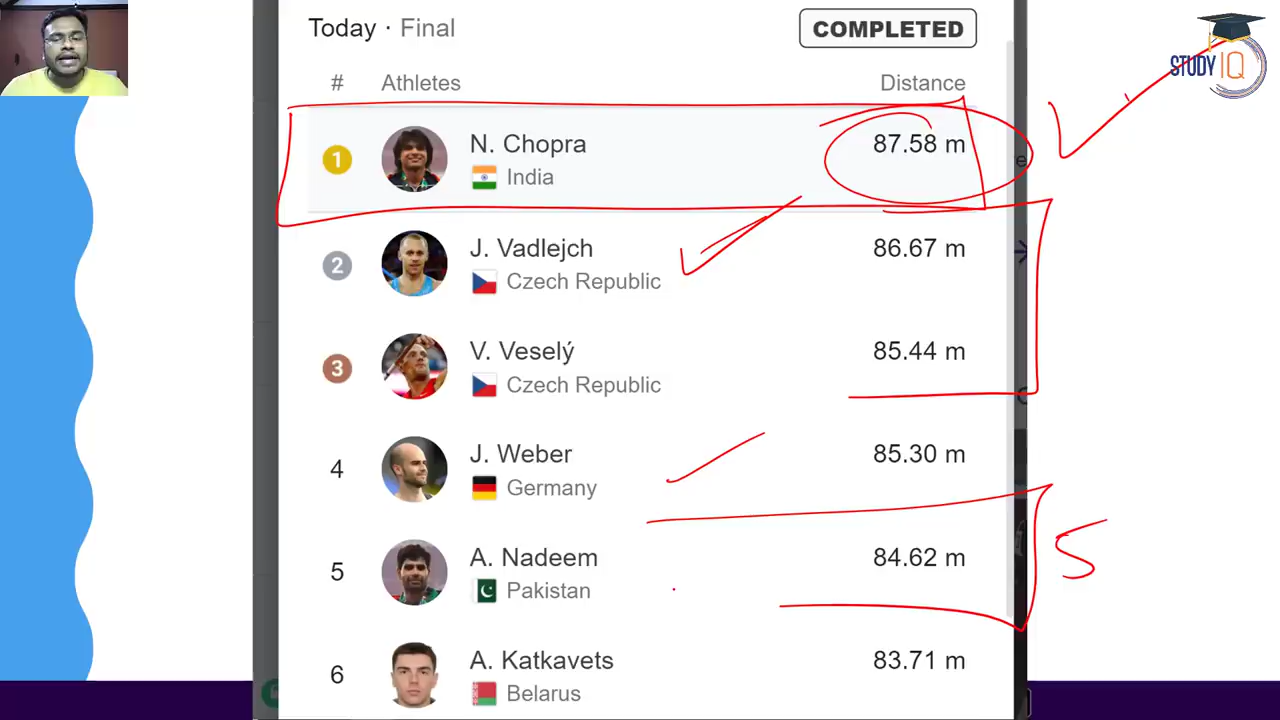 Today · Final
COMPLETED
STUDY IQ
# Athletes Distance
1 N. Chopra 87.58 m
India
2 J. Vadlejch 86.67 m
Czech Republic
3 V. Veselý 85.44 m
Czech Republic
4 J. Weber 85.30 m
Germany
5 A. Nadeem 84.62 m
Pakistan
5
6 A. Katkavets 83.71 m
Belarus